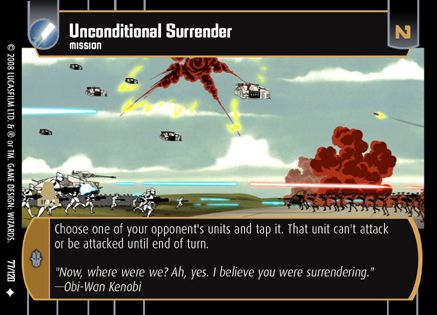 Unconditional Surrender
MISSION
N
Choose one of your opponent's units and tap it. That unit can't attack
or be attacked until end of turn.
"Now, where were we? Ah, yes. I believe you were surrendering."
—Obi-Wan Kenobi
© 2008 LUCASFILM LTD. & ® or TM. GAME DESIGN: WIZARDS.
77/120